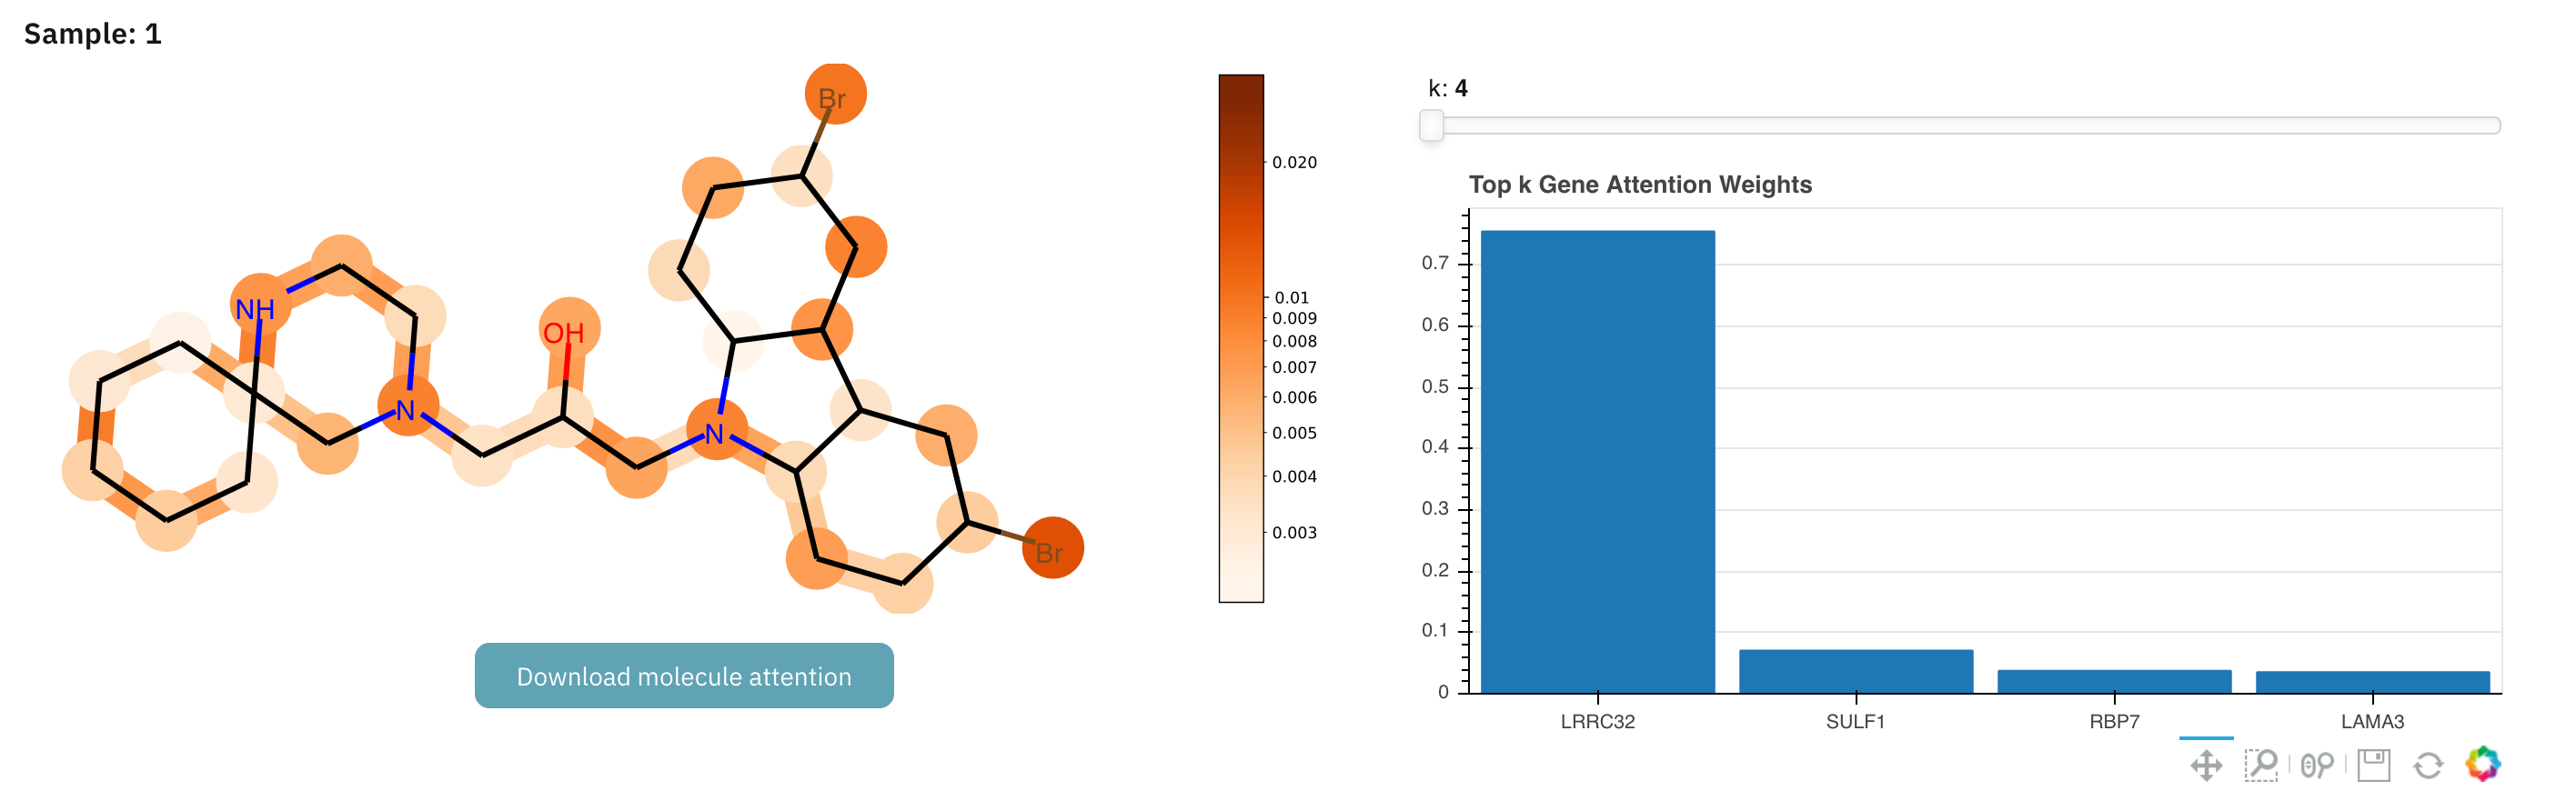 Sample: 1
Br
NH
OH
N
N
Br
Download molecule attention
0.020
0.01
0.009
0.008
0.007
0.006
0.005
0.004
0.003
k: 4
Top k Gene Attention Weights
0.7
0.6
0.5
0.4
0.3
0.2
0.1
0
LRRC32 SULF1 RBP7 LAMA3